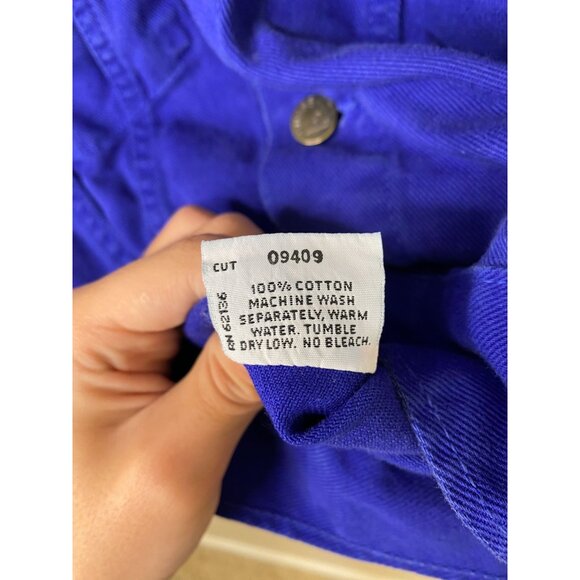 CUT 09409
RN 62136
100% COTTON
MACHINE WASH
SEPARATELY, WARM
WATER. TUMBLE
DRY LOW. NO BLEACH.